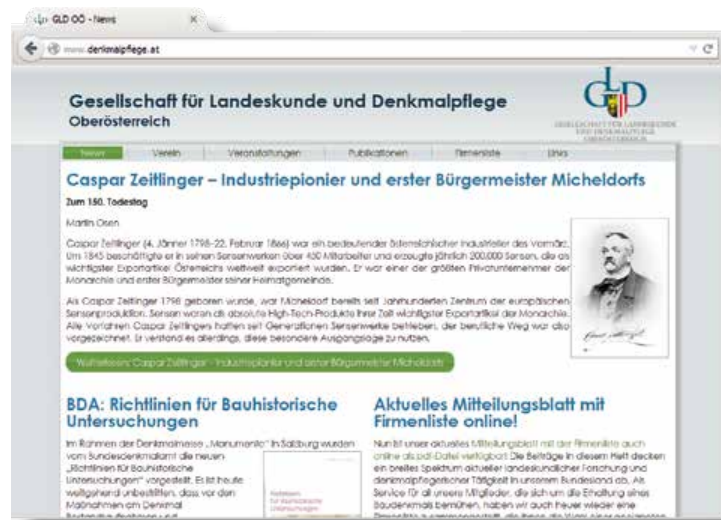 GLD OÖ - News
www.denkmalpflege.at
Gesellschaft für Landeskunde und Denkmalpflege
Oberösterreich
GLD
GESELLSCHAFT FÜR LANDESKUNDE
UND DENKMALPFLEGE
OBERÖSTERREICH
News Verein Veranstaltungen Publikationen Firmenliste Links
Caspar Zeitlinger – Industriepionier und erster Bürgermeister Micheldorfs
Zum 150. Todestag
Martin Osen
Caspar Zeitlinger (4. Jänner 1798–22. Februar 1866) war ein bedeutender österreichischer Industrieller des Vormärz.
Um 1845 beschäftigte er in seinen Sensenwerken über 450 Mitarbeiter und erzeugte jährlich 200.000 Sensen, die als
wichtigster Exportartikel Österreichs weltweit exportiert wurden. Er war einer der größten Privatunternehmer der
Monarchie und erster Bürgermeister seiner Heimatgemeinde.
Als Caspar Zeitlinger 1798 geboren wurde, war Micheldorf bereits seit Jahrhunderten Zentrum der europäischen
Sensenproduktion. Sensen waren als absolute High-Tech-Produkte ihrer Zeit wichtigster Exportartikel der Monarchie.
Alle Vorfahren Caspar Zeitlingers hatten seit Generationen Sensenwerke betrieben, der berufliche Weg war also
vorgezeichnet. Er verstand es allerdings, diese besondere Ausgangslage zu nutzen.
Weiterlesen: Caspar Zeitlinger – Industriepionier und erster Bürgermeister Micheldorfs
BDA: Richtlinien für Bauhistorische
Untersuchungen
Im Rahmen der Denkmalmesse „Monumento“ in Salzburg wurden
vom Bundesdenkmalamt die neuen
„Richtlinien für Bauhistorische
Untersuchungen“ vorgestellt. Es ist heute
weitgehend unbestritten, dass vor den
Maßnahmen am Denkmal
Richtlinien
für Bauhistorische
Untersuchungen
Aktuelles Mitteilungsblatt mit
Firmenliste online!
Nun ist unser aktuelles Mitteilungsblatt mit der Firmenliste auch
online als pdf-Datei verfügbar! Die Beiträge in diesem Heft decken
ein breites Spektrum aktueller landeskundlicher Forschung und
denkmalpflegerischer Tätigkeit in unserem Bundesland ab. Als
Service für all unsere Mitglieder, die sich um die Erhaltung eines
Baudenkmals bemühen, haben wir auch heuer wieder eine